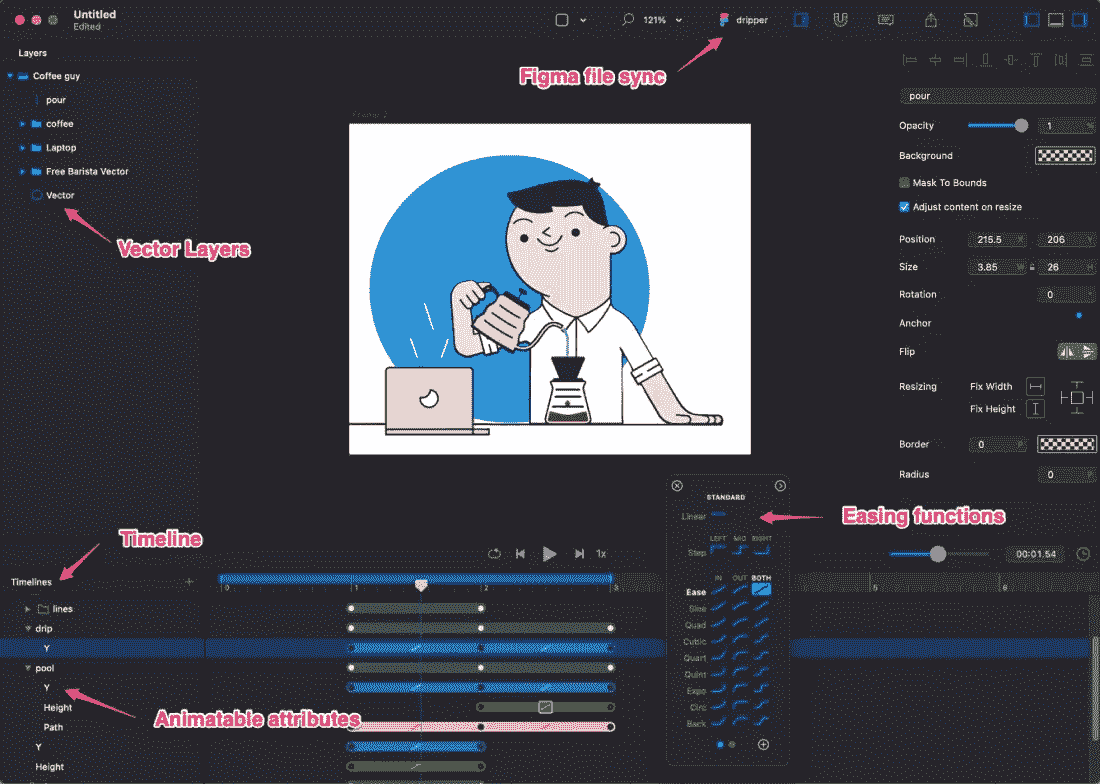 Untitled
Edited
121%
dripper
Layers
Coffee guy
pour
coffee
Laptop
Free Barista Vector
Vector
Figma file sync
Vector Layers
pour
Opacity 1
Background
Mask To Bounds
Adjust content on resize
Position 215.5 206
Size 3.85 26
Rotation 0
Anchor
Flip
Resizing Fix Width
Fix Height
Border 0
Radius 0
Timeline
Easing functions
1x
00:01.54
Timelines
0 1 2 3 5 6
lines
drip
Y
pool
Y
Height
Path
Y
Height
Animatable attributes
STANDARD
Linear
LEFT MID RIGHT
Step
IN OUT BOTH
Ease
Sine
Quad
Cubic
Quart
Quint
Expo
Circ
Back